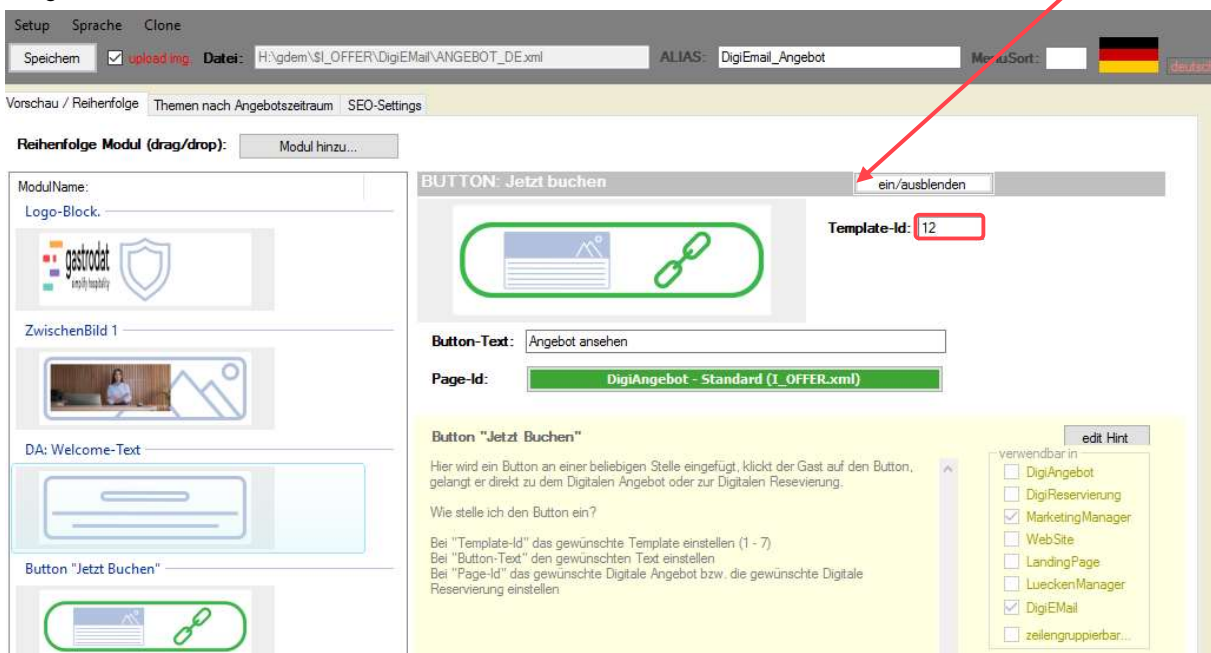 Setup Sprache Clone
Speichern upload img. Datei: H:\gdem\$I_OFFER\DigiEMail\ANGEBOT_DE.xml ALIAS: DigiEmail_Angebot MenuSort: deutsch
Vorschau / Reihenfolge Themen nach Angebotszeitraum SEO-Settings
Reihenfolge Modul (drag/drop): Modul hinzu...
ModulName:
BUTTON: Jetzt buchen ein/ausblenden
Logo-Block.
gastrodat
simplify hospitality
Template-Id: 12
ZwischenBild 1
Button-Text: Angebot ansehen
Page-Id: DigiAngebot - Standard (I_OFFER.xml)
DA: Welcome-Text
Button "Jetzt Buchen" edit Hint
Hier wird ein Button an einer beliebigen Stelle eingefügt, klickt der Gast auf den Button,
gelangt er direkt zu dem Digitalen Angebot oder zur Digitalen Resevierung.
Wie stelle ich den Button ein?
Bei "Template-Id" das gewünschte Template einstellen (1 - 7)
Bei "Button-Text" den gewünschten Text einstellen
Bei "Page-Id" das gewünschte Digitale Angebot bzw. die gewünschte Digitale
Reservierung einstellen
verwendbar in
DigiAngebot
DigiReservierung
MarketingManager
WebSite
LandingPage
LueckenManager
DigiEMail
zeilengruppierbar...
Button "Jetzt Buchen"